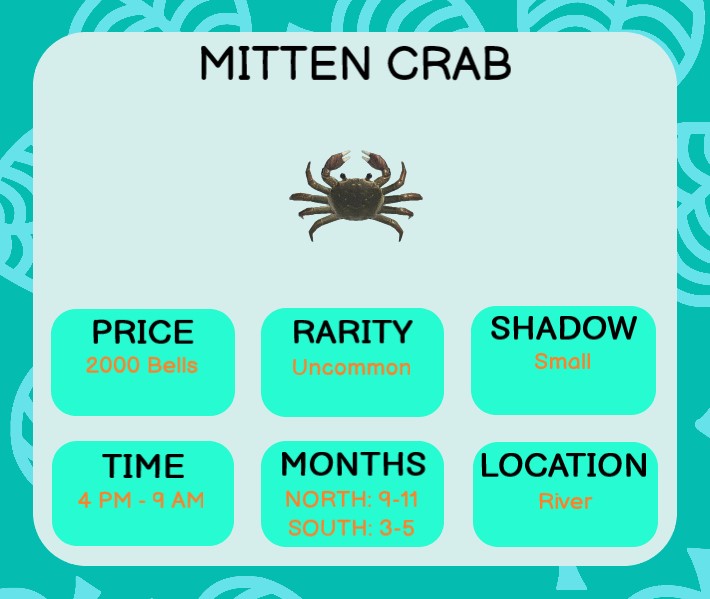 MITTEN CRAB
PRICE
2000 Bells
RARITY
Uncommon
SHADOW
Small
TIME
4 PM - 9 AM
MONTHS
NORTH: 9-11
SOUTH: 3-5
LOCATION
River